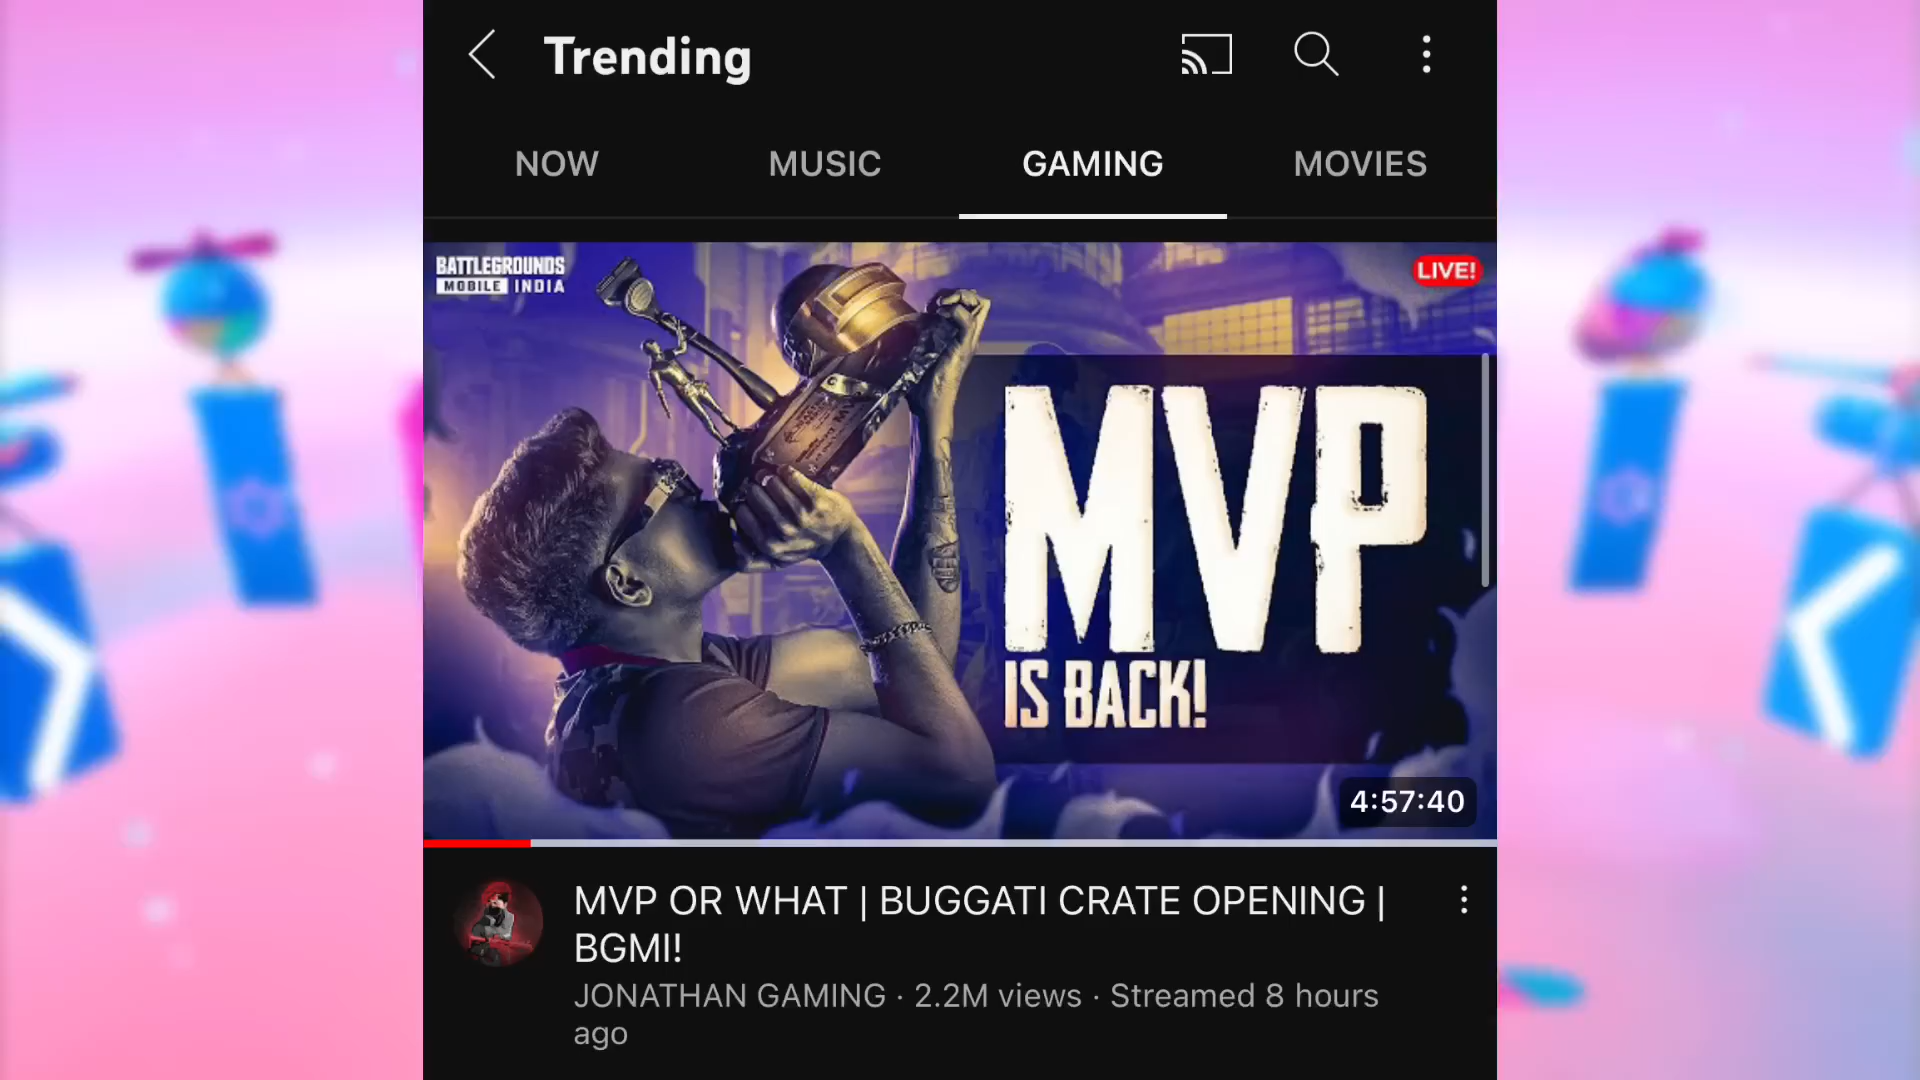 Trending
NOW MUSIC GAMING MOVIES
BATTLEGROUNDS
MOBILE INDIA
LIVE!
MVP
IS BACK!
4:57:40
MVP OR WHAT | BUGGATI CRATE OPENING |
BGMI!
JONATHAN GAMING · 2.2M views · Streamed 8 hours
ago